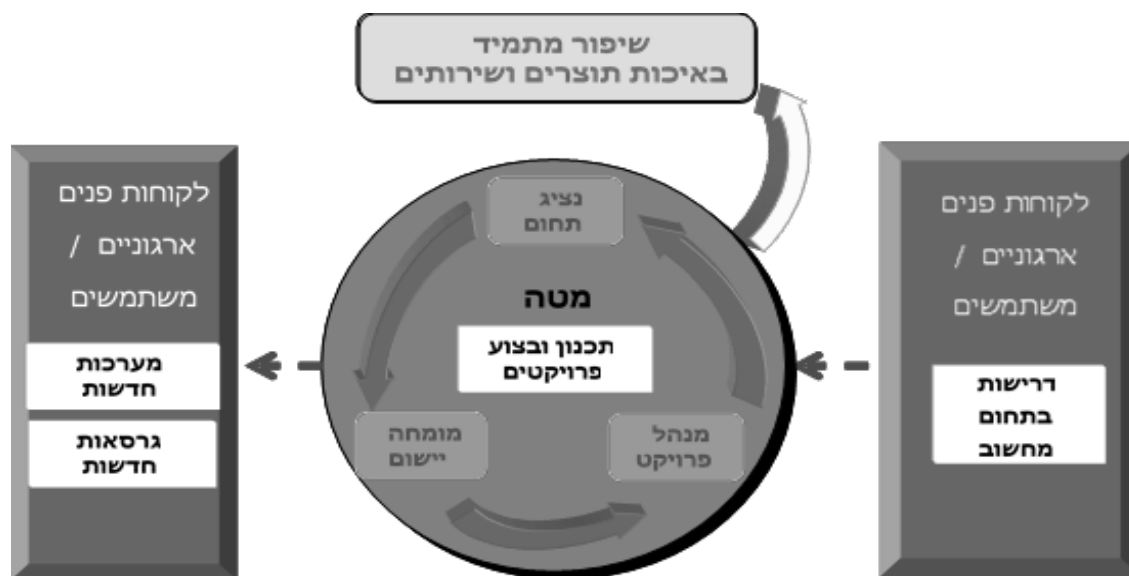 שיפור מתמיד
באיכות תוצרים ושירותים
לקוחות פנים
ארגוניים /
משתמשים
דרישות
בתחום
מחשוב
נציג
תחום
מטה
תכנון ובצוע
פרויקטים
מנהל
פרויקט
מומחה
יישום
לקוחות פנים
ארגוניים /
משתמשים
מערכות
חדשות
גרסאות
חדשות